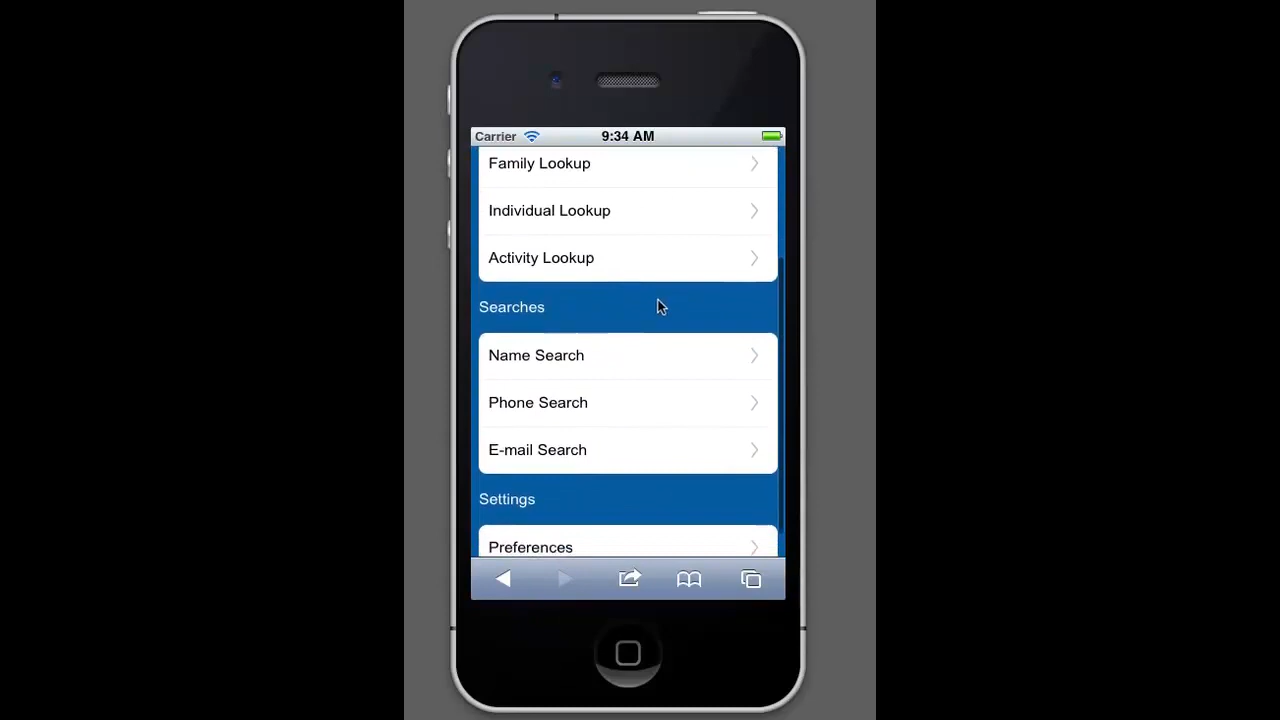 Carrier 9:34 AM
Family Lookup
Individual Lookup
Activity Lookup
Searches
Name Search
Phone Search
E-mail Search
Settings
Preferences